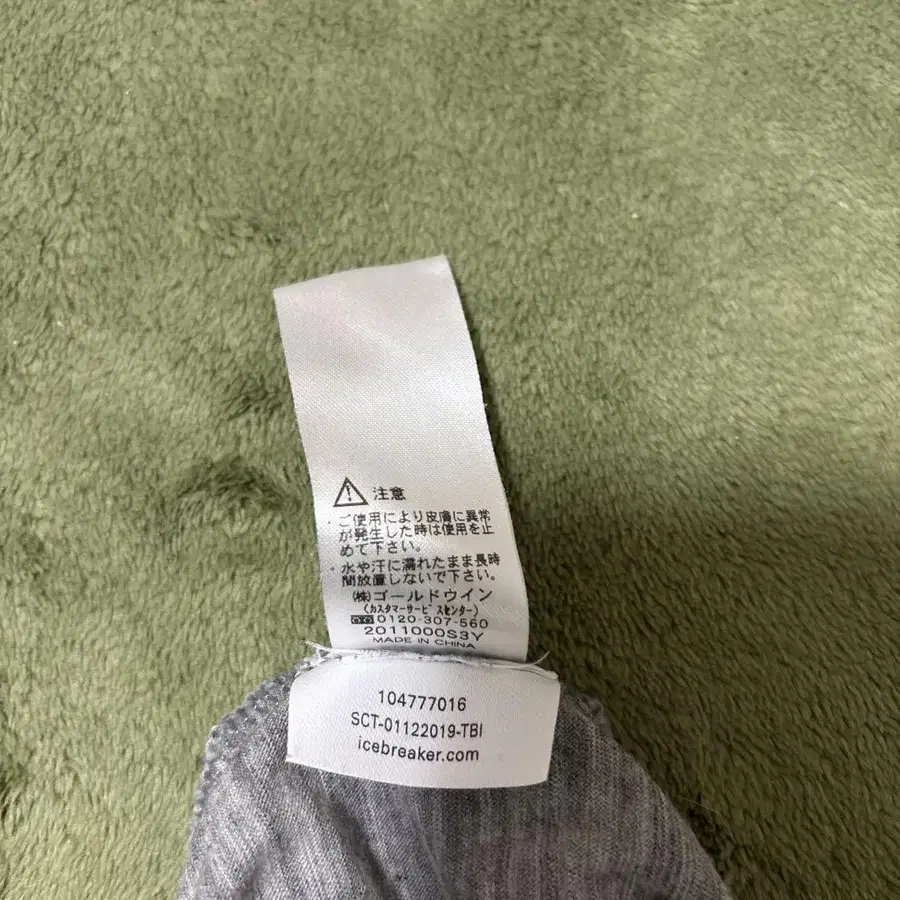 注意
・ご使用により皮膚に異常
が発生した時は使用を止
めて下さい。
・水や汗に濡れたまま長時
間放置しないで下さい。
(株)ゴールドウイン
(カスタマーサービスセンター)
0120-307-560
2011000S3Y
MADE IN CHINA
104777016
SCT-01122019-TBI
icebreaker.com